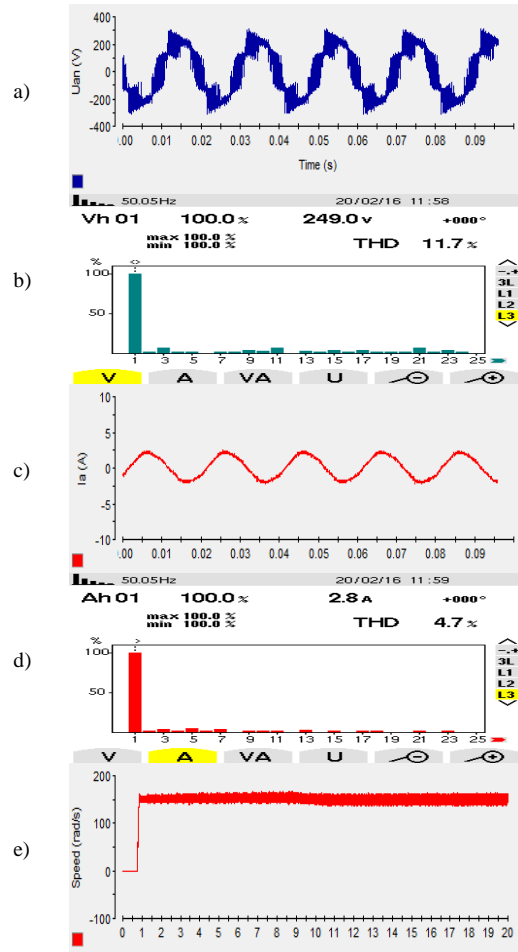 a)
Uan (V)
400
200
0
-200
-400
0.00 0.01 0.02 0.03 0.04 0.05 0.06 0.07 0.08 0.09
Time (s)
50.05Hz 20/02/16 11:58
Vh 01 100.0 % 249.0 v +000°
max 100.0 %
min 100.0 %
THD 11.7 %
b)
%
100
50
1 3 5 7 9 11 13 15 17 19 21 23 25
-.+
3L
L1
L2
L3
V A VA U
c)
Ia (A)
10
5
0
-5
-10
0.00 0.01 0.02 0.03 0.04 0.05 0.06 0.07 0.08 0.09
50.05Hz 20/02/16 11:59
Ah 01 100.0 % 2.8 A +000°
max 100.0 %
min 100.0 %
THD 4.7 %
d)
%
100
50
1 3 5 7 9 11 13 15 17 19 21 23 25
-.+
3L
L1
L2
L3
V A VA U
e)
Speed (rad/s)
200
100
0
-100
0 1 2 3 4 5 6 7 8 9 10 11 12 13 14 15 16 17 18 19 20